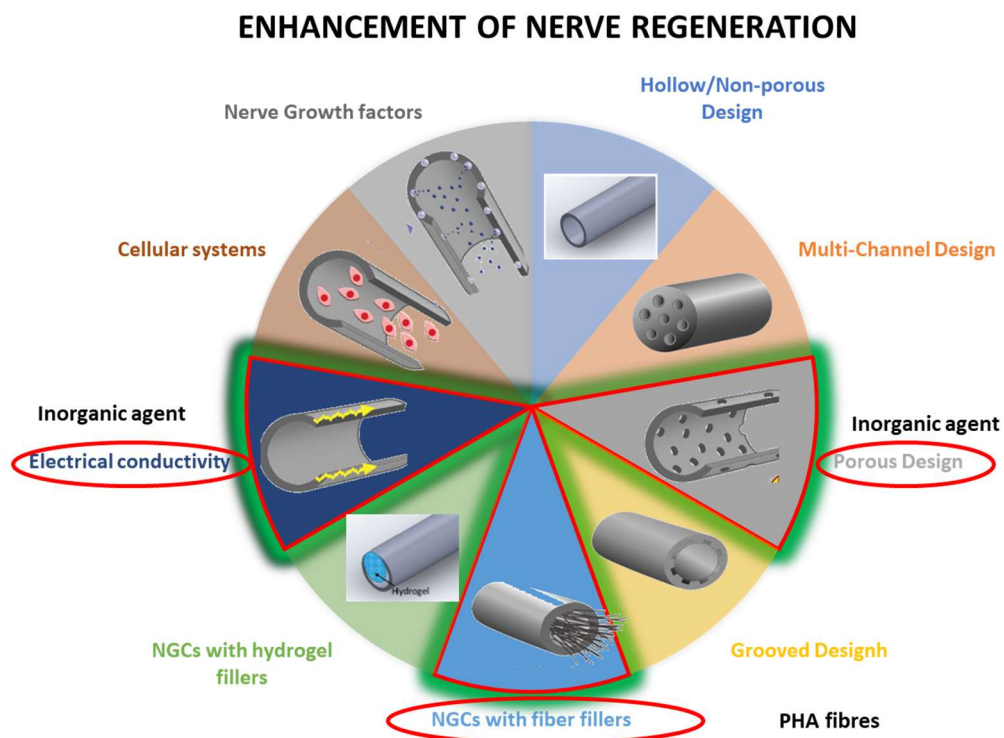 ENHANCEMENT OF NERVE REGENERATION
Hollow/Non-porous
Design
Nerve Growth factors
Cellular systems
Multi-Channel Design
Inorganic agent
Electrical conductivity
Inorganic agent
Porous Design
Hydrogel
NGCs with hydrogel
fillers
Grooved Designh
NGCs with fiber fillers
PHA fibres